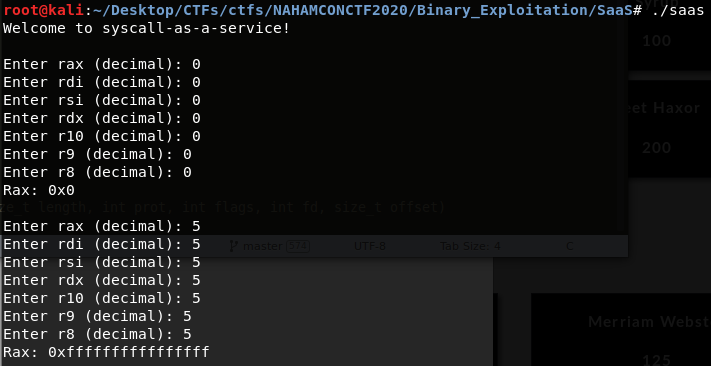 root@kali:~/Desktop/CTFs/ctfs/NAHAMCONCTF2020/Binary_Exploitation/SaaS# ./saas
Welcome to syscall-as-a-service!
100
Enter rax (decimal): 0
Enter rdi (decimal): 0
Enter rsi (decimal): 0
Enter rdx (decimal): 0
eet Haxor
Enter r10 (decimal): 0
Enter r9 (decimal): 0
200
Enter r8 (decimal): 0
Rax: 0x0
ze_t length, int prot, int flags, int fd, size_t offset)
Enter rax (decimal): 5
Enter rdi (decimal): 5
master 574 UTF-8 Tab Size: 4 C
Enter rsi (decimal): 5
Enter rdx (decimal): 5
Enter r10 (decimal): 5
Enter r9 (decimal): 5
Merriam Webst
Enter r8 (decimal): 5
Rax: 0xffffffffffffffff
125